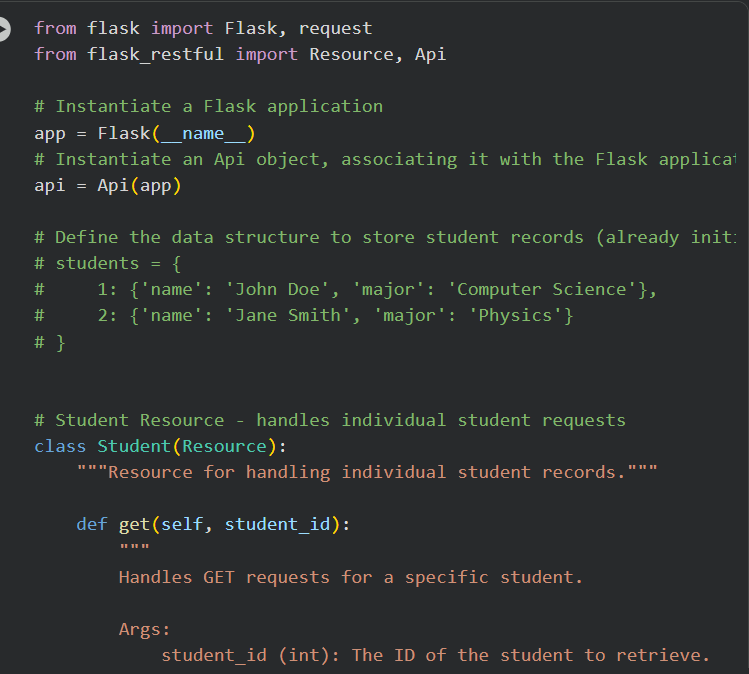 from flask import Flask, request
from flask_restful import Resource, Api

# Instantiate a Flask application
app = Flask(__name__)
# Instantiate an Api object, associating it with the Flask
api = Api(app)

# Define the data structure to store student records (already
# students = {
#     1: {'name': 'John Doe', 'major': 'Computer Science'},
#     2: {'name': 'Jane Smith', 'major': 'Physics'}
# }


# Student Resource - handles individual student requests
class Student(Resource):
    """Resource for handling individual student records."""

    def get(self, student_id):
        """
        Handles GET requests for a specific student.

        Args:
            student_id (int): The ID of the student to retrieve.